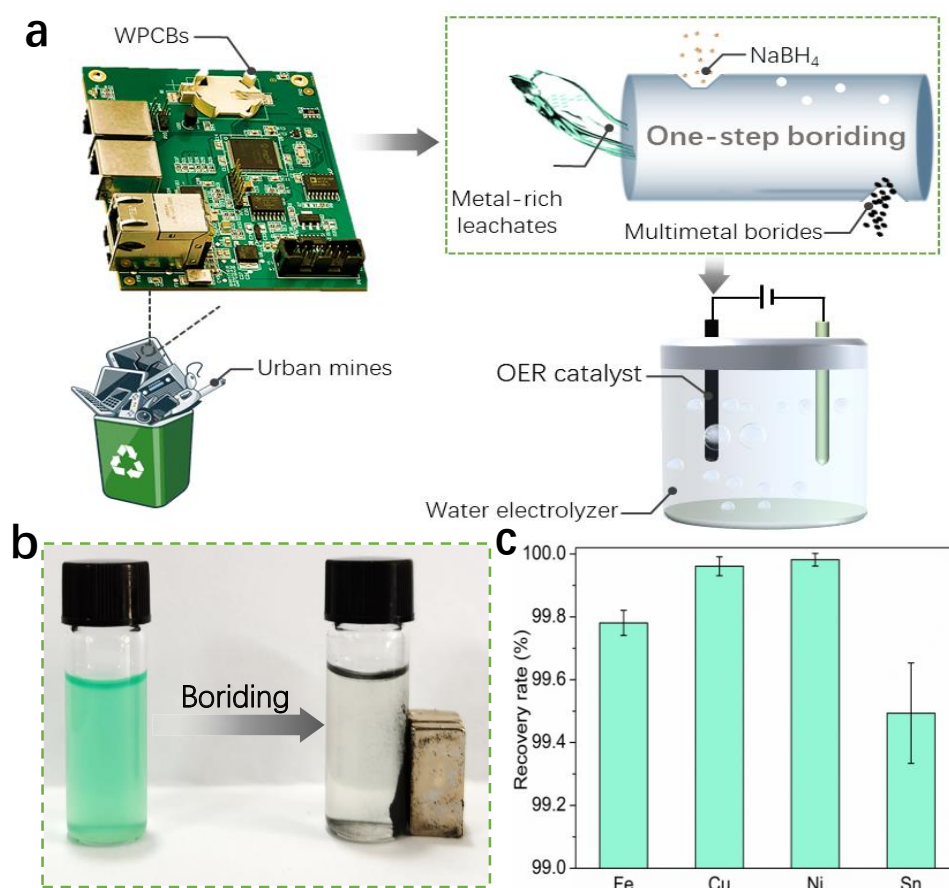 a
WPCBs
NaBH₄
One-step boriding
Metal-rich
leachates
Multimetal borides
Urban mines
OER catalyst
Water electrolyzer
b
Boriding
c
Recovery rate (%)
100.0
99.8
99.6
99.4
99.2
99.0
Fe
Cu
Ni
Sn